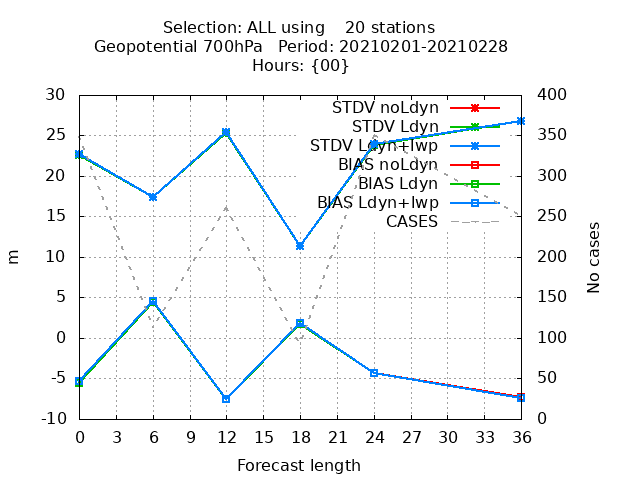 Selection: ALL using 20 stations
Geopotential 700hPa Period: 20210201-20210228
Hours: {00}
30 400
25 350
20 300
15 250
10 200
5 150
0 100
-5 50
-10 0
m
No cases
STDV noLdyn
STDV Ldyn
STDV Ldyn+lwp
BIAS noLdyn
BIAS Ldyn
BIAS Ldyn+lwp
CASES
0 3 6 9 12 15 18 21 24 27 30 33 36
Forecast length